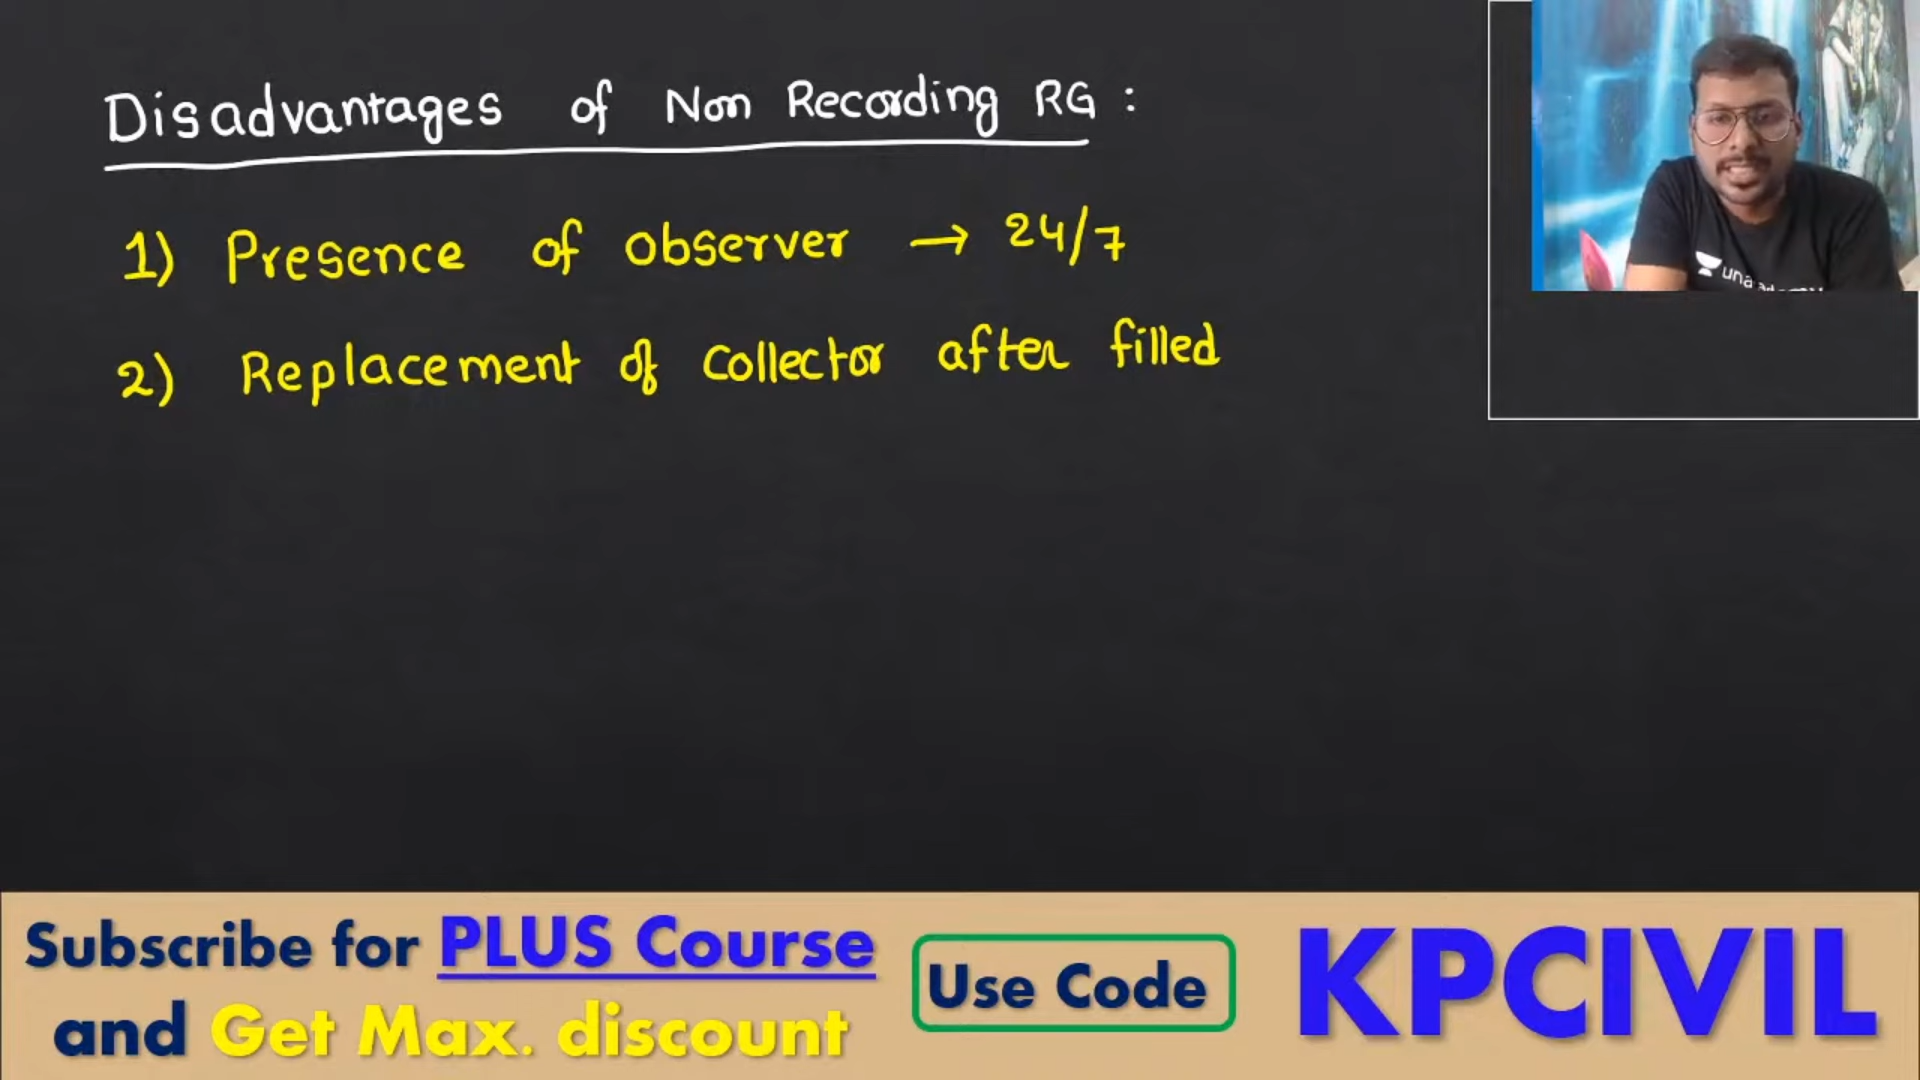 Disadvantages of Non Recording RG :
1) Presence of observer → 24/7
2) Replacement of collector after filled
Subscribe for PLUS Course
and Get Max. discount
Use Code
KPCIVIL